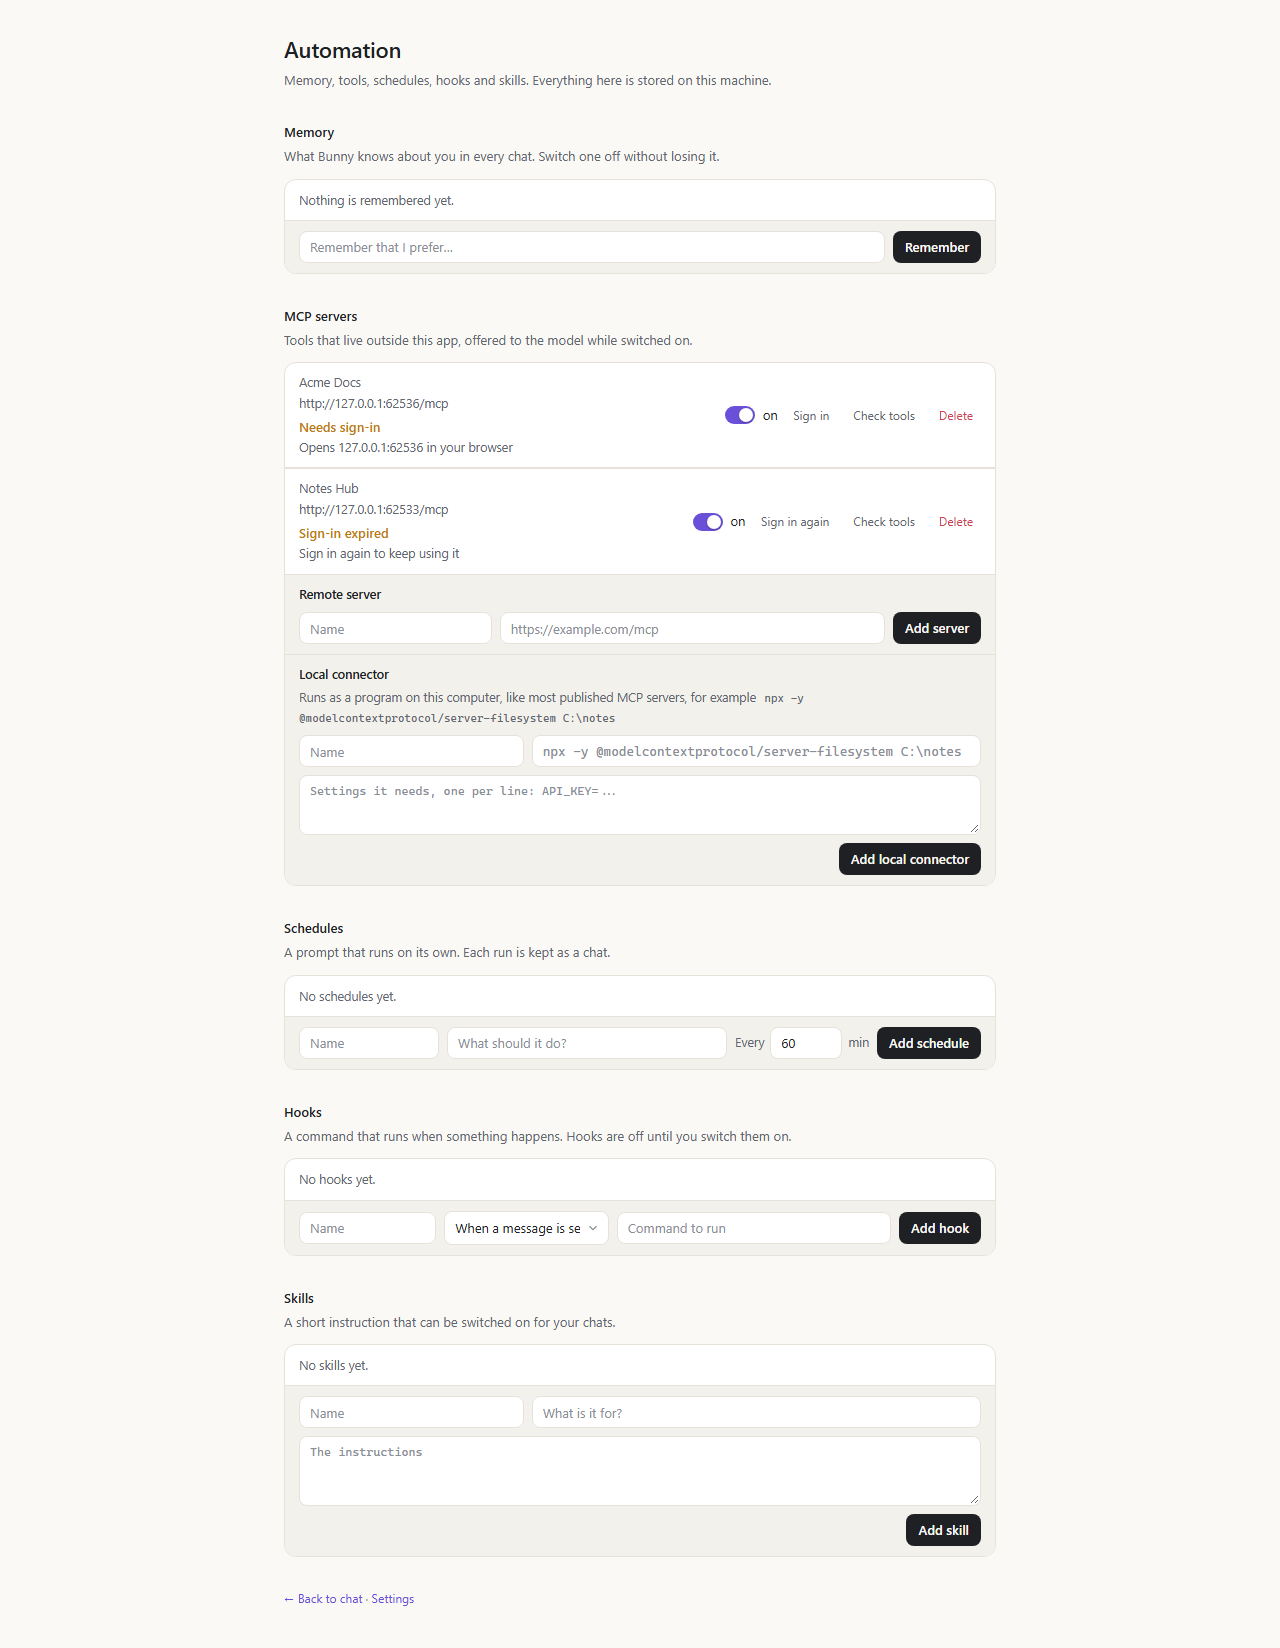 Automation
Memory, tools, schedules, hooks and skills. Everything here is stored on this machine.
Memory
What Bunny knows about you in every chat. Switch one off without losing it.
Nothing is remembered yet.
Remember that I prefer...
Remember
MCP servers
Tools that live outside this app, offered to the model while switched on.
Acme Docs
http://127.0.0.1:62536/mcp
Needs sign-in
Opens 127.0.0.1:62536 in your browser
on Sign in Check tools Delete
Notes Hub
http://127.0.0.1:62533/mcp
Sign-in expired
Sign in again to keep using it
on Sign in again Check tools Delete
Remote server
Name https://example.com/mcp Add server
Local connector
Runs as a program on this computer, like most published MCP servers, for example npx -y
@modelcontextprotocol/server-filesystem C:\notes
Name npx -y @modelcontextprotocol/server-filesystem C:\notes
Settings it needs, one per line: API_KEY=...
Add local connector
Schedules
A prompt that runs on its own. Each run is kept as a chat.
No schedules yet.
Name What should it do? Every 60 min Add schedule
Hooks
A command that runs when something happens. Hooks are off until you switch them on.
No hooks yet.
Name When a message is se Command to run Add hook
Skills
A short instruction that can be switched on for your chats.
No skills yet.
Name What is it for?
The instructions
Add skill
← Back to chat · Settings